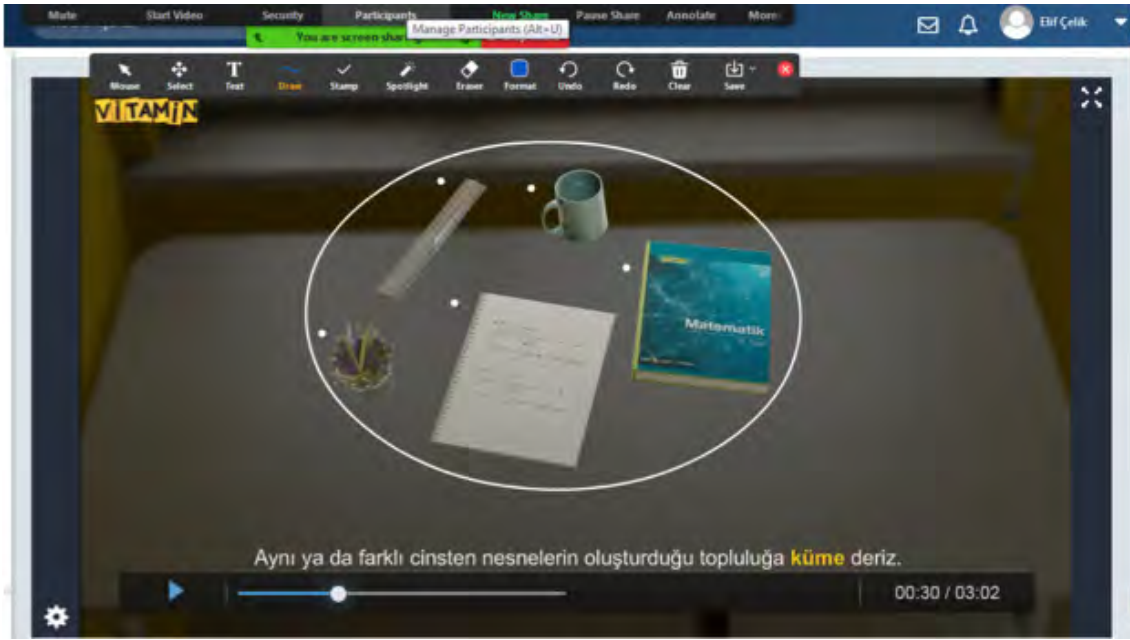 Mute Start Video Security Participants New Share Pause Share Annotate More
Manage Participants (Alt+U)
You are screen sharing
Elif Çelik
Mouse Select Text Draw Stamp Spotlight Eraser Format Undo Redo Clear Save
VITAMIN
Matematik
Aynı ya da farklı cinsten nesnelerin oluşturduğu topluluğa küme deriz.
00:30 / 03:02